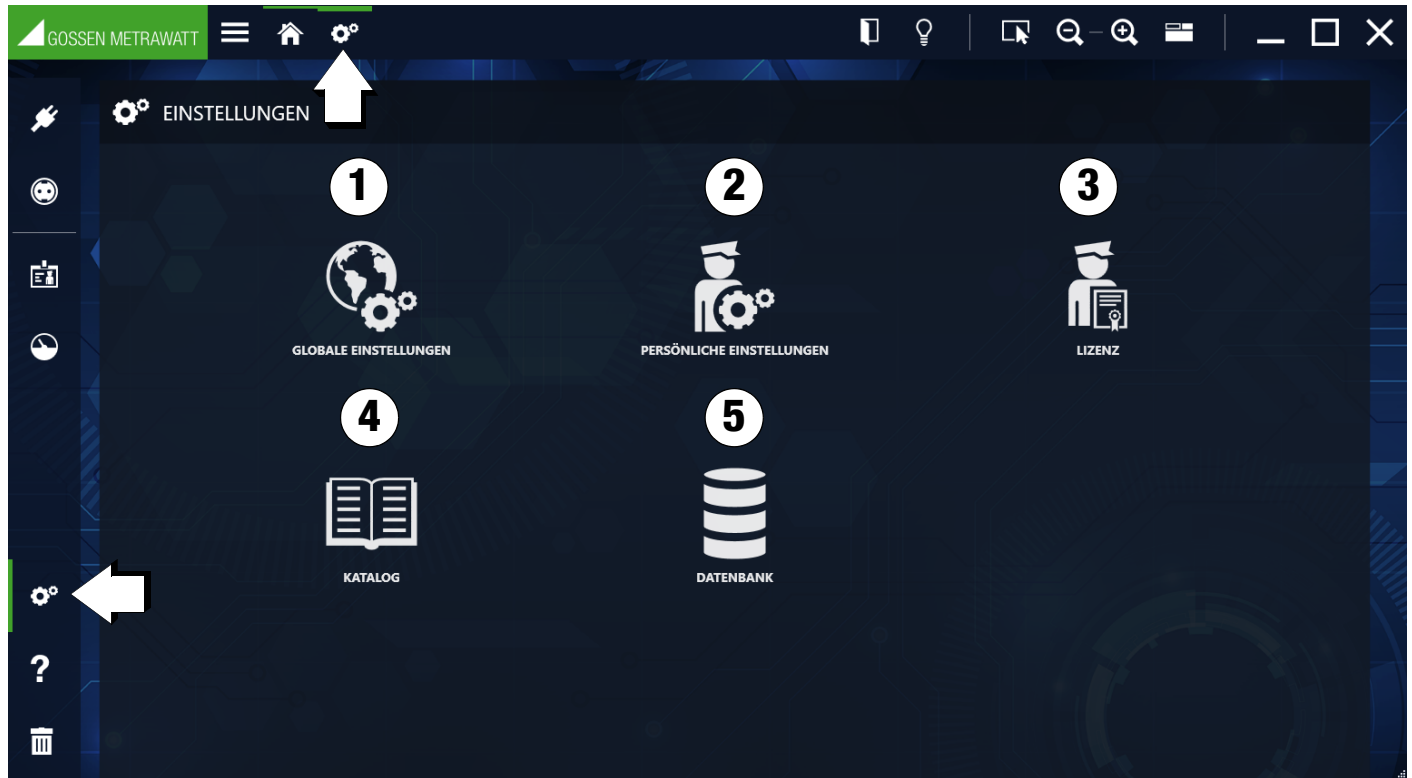 GOSSEN METRAWATT
EINSTELLUNGEN
1
2
3
GLOBALE EINSTELLUNGEN
PERSÖNLICHE EINSTELLUNGEN
LIZENZ
4
5
KATALOG
DATENBANK
?